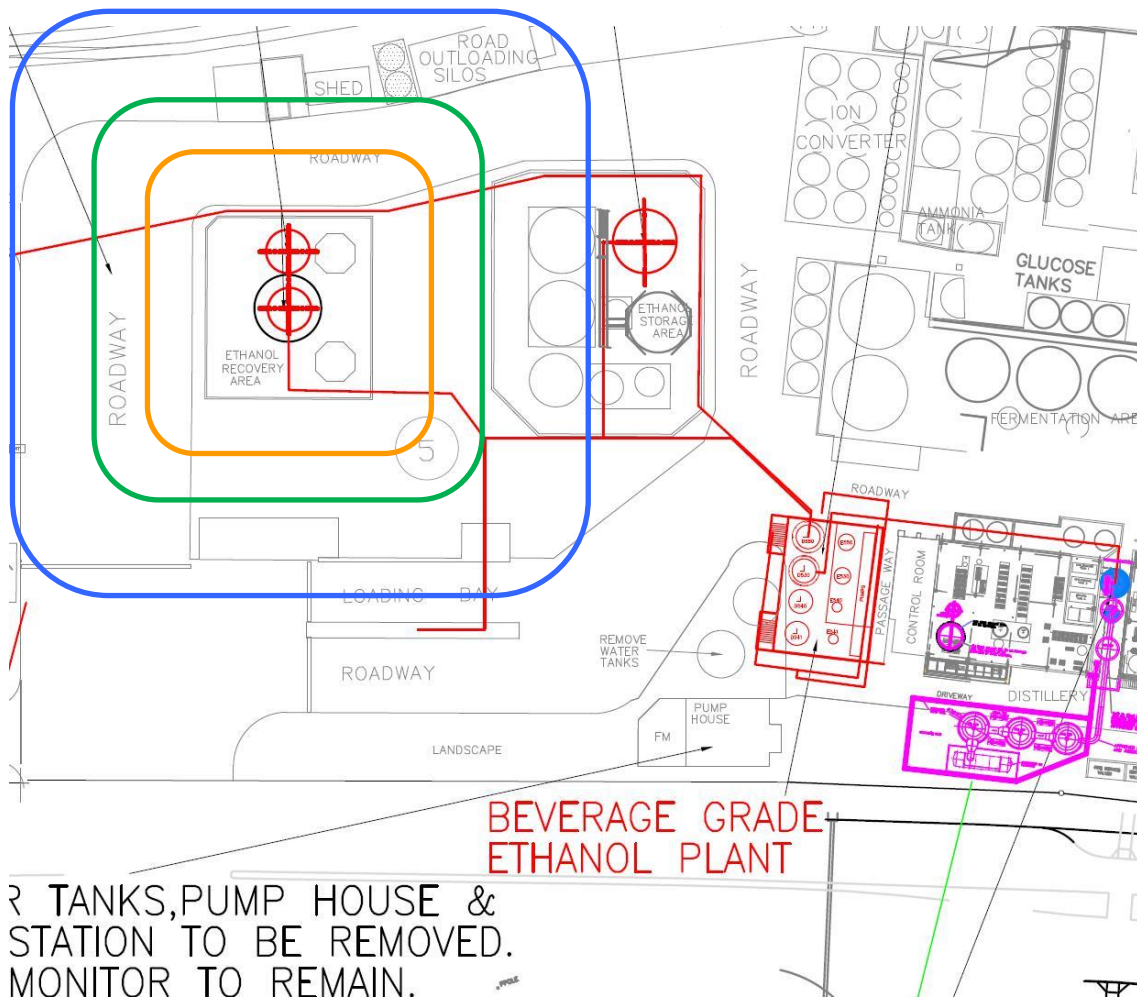 ROAD
OUTLOADING
SILOS
SHED
ROADWAY
ION
CONVERTER
AMMONIA
TANK
GLUCOSE
TANKS
ROADWAY
ETHANOL
RECOVERY
AREA
ETHANOL
STORAGE
AREA
ROADWAY
5
FERMENTATION ARE
ROADWAY
PASSAGE WAY
CONTROL ROOM
LOADING BAY
REMOVE
WATER
TANKS
ROADWAY
DRIVEWAY
DISTILLERY
PUMP
HOUSE
FM
LANDSCAPE
BEVERAGE GRADE
ETHANOL PLANT
R TANKS,PUMP HOUSE &
STATION TO BE REMOVED.
MONITOR TO REMAIN.